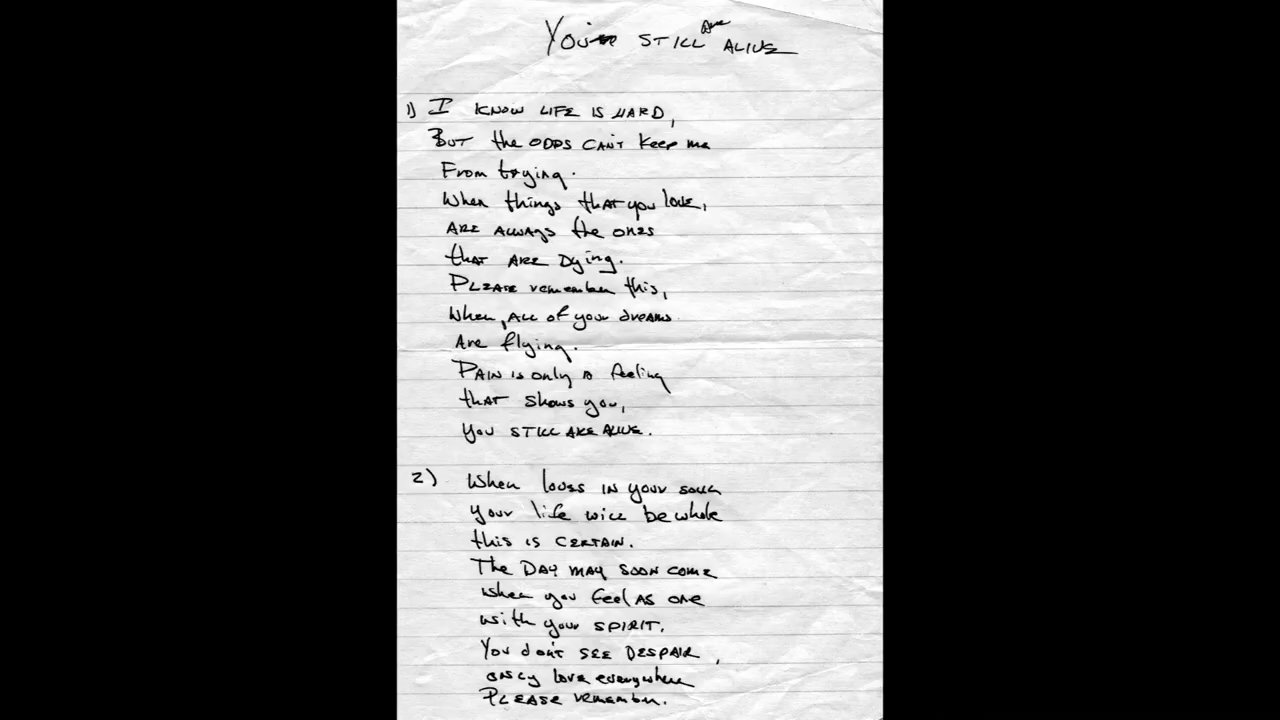 You STILL Are ALIVE
1) I KNOW LIFE IS HARD,
BUT the ODDS CAN'T Keep me
From trying.
When things that you love,
ARE ALWAYS the ones
that ARE Dying.
PLEASE remember this,
When, ALL of your dreams
Are flying.
PAIN is only a feeling
that shows you,
You STILL ARE ALIVE.
2) When loves in your soul
your life will be whole
this is CERTAIN.
The DAY MAY SOON COME
When you feel AS one
with your SPIRIT.
You don't SEE DESPAIR,
only love everywhere
PLEASE remember.